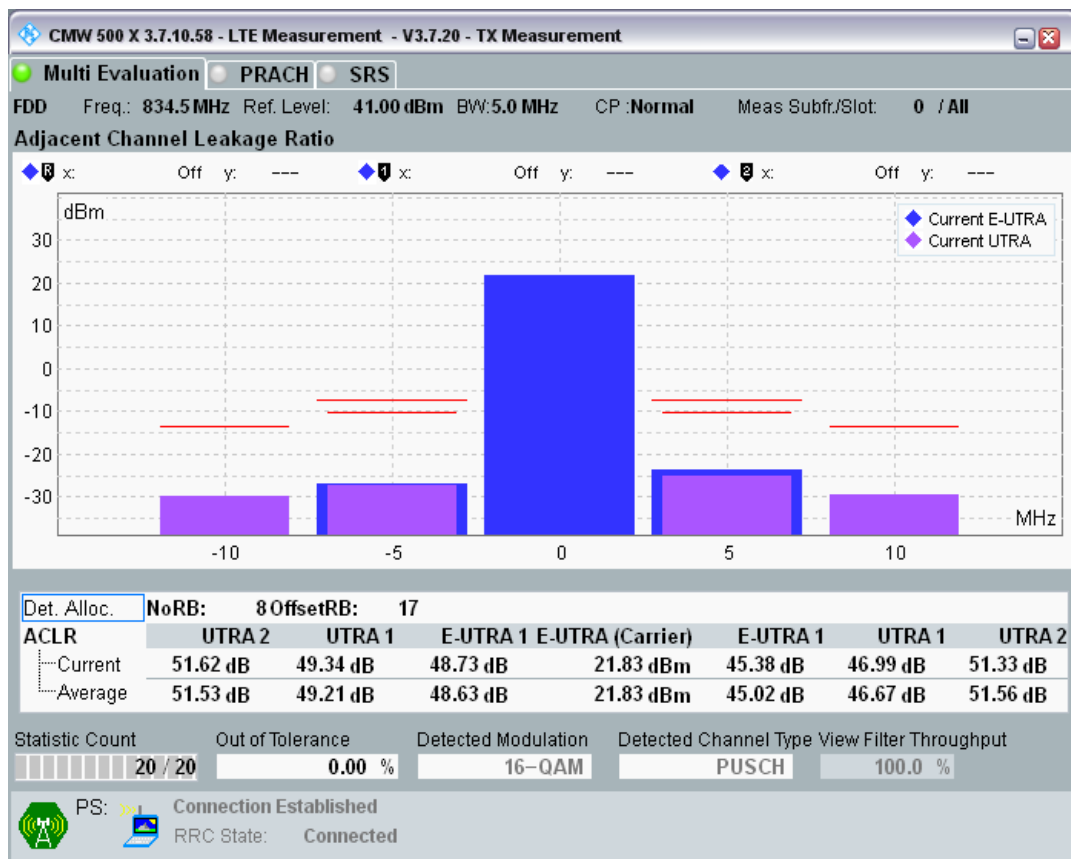 CMW 500 X 3.7.10.58 - LTE Measurement - V3.7.20 - TX Measurement
Multi Evaluation PRACH SRS
FDD Freq.: 834.5 MHz Ref. Level: 41.00 dBm BW: 5.0 MHz CP :Normal Meas Subfr./Slot: 0 / All
Adjacent Channel Leakage Ratio
R x: Off y: --- 1 x: Off y: --- 2 x: Off y: ---
dBm
Current E-UTRA
Current UTRA
30
20
10
0
-10
-20
-30
MHz
-10 -5 0 5 10
Det. Alloc. NoRB: 8 OffsetRB: 17
ACLR UTRA 2 UTRA 1 E-UTRA 1 E-UTRA (Carrier) E-UTRA 1 UTRA 1 UTRA 2
Current 51.62 dB 49.34 dB 48.73 dB 21.83 dBm 45.38 dB 46.99 dB 51.33 dB
Average 51.53 dB 49.21 dB 48.63 dB 21.83 dBm 45.02 dB 46.67 dB 51.56 dB
Statistic Count Out of Tolerance Detected Modulation Detected Channel Type View Filter Throughput
20 / 20 0.00 % 16-QAM PUSCH 100.0 %
PS: Connection Established
RRC State: Connected